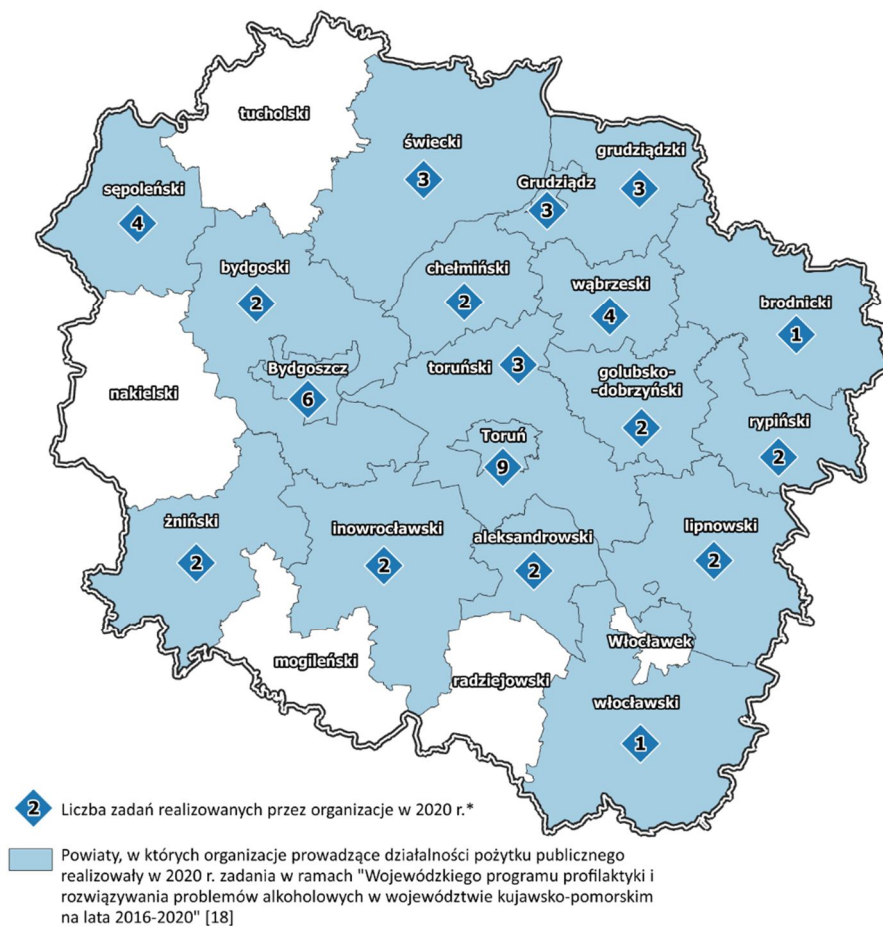 tucholski
świecki
3
grudziądzki
3
Grudziądz
3
sępoleński
4
bydgoski
2
chełmiński
2
wąbrzeski
4
brodnicki
1
nakielski
Bydgoszcz
6
toruński
3
golubsko-
-dobrzyński
2
rypiński
2
Toruń
9
żniński
2
inowrocławski
2
aleksandrowski
2
lipnowski
2
mogileński
radziejowski
Włocławek
włocławski
1
2 Liczba zadań realizowanych przez organizacje w 2020 r.*
Powiaty, w których organizacje prowadzące działalności pożytku publicznego
realizowały w 2020 r. zadania w ramach "Wojewódzkiego programu profilaktyki i
rozwiązywania problemów alkoholowych w województwie kujawsko-pomorskim
na lata 2016-2020" [18]